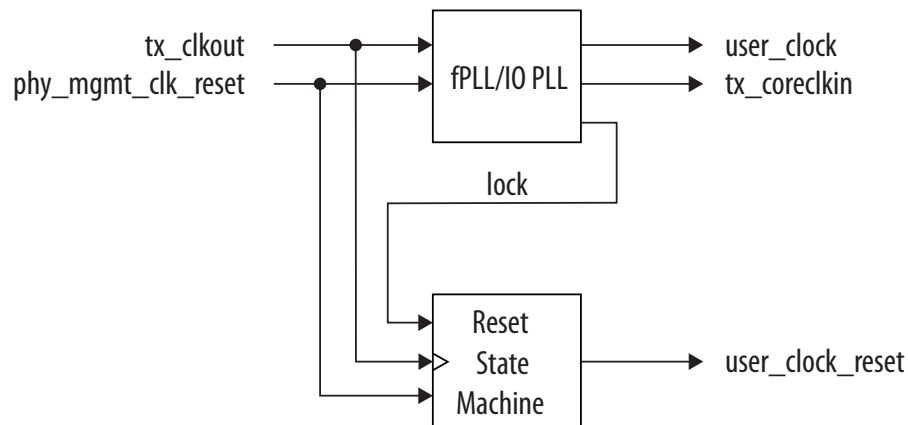 tx_clkout
phy_mgmt_clk_reset
fPLL/IO PLL
user_clock
tx_coreclkin
lock
Reset
State
Machine
user_clock_reset